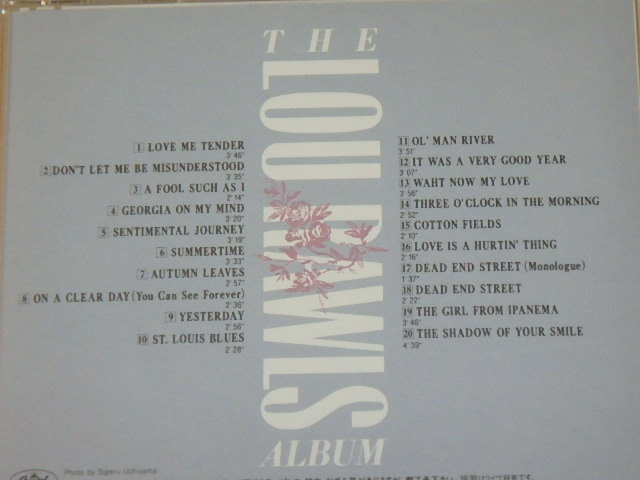 THE
LOU RAWLS
ALBUM
1 LOVE ME TENDER
3'46"
2 DON'T LET ME BE MISUNDERSTOOD
3'35"
3 A FOOL SUCH AS I
2'14"
4 GEORGIA ON MY MIND
3'20"
5 SENTIMENTAL JOURNEY
3'19"
6 SUMMERTIME
3'33"
7 AUTUMN LEAVES
2'57"
8 ON A CLEAR DAY (You Can See Forever)
2'36"
9 YESTERDAY
2'56"
10 ST. LOUIS BLUES
2'28"
11 OL' MAN RIVER
3'51"
12 IT WAS A VERY GOOD YEAR
3'07"
13 WAHT NOW MY LOVE
3'56"
14 THREE O'CLOCK IN THE MORNING
2'52"
15 COTTON FIELDS
2'10"
16 LOVE IS A HURTIN' THING
2'16"
17 DEAD END STREET (Monologue)
1'37"
18 DEAD END STREET
2'22"
19 THE GIRL FROM IPANEMA
3'46"
20 THE SHADOW OF YOUR SMILE
4'39"
Photo by Sigeru Uchiyama